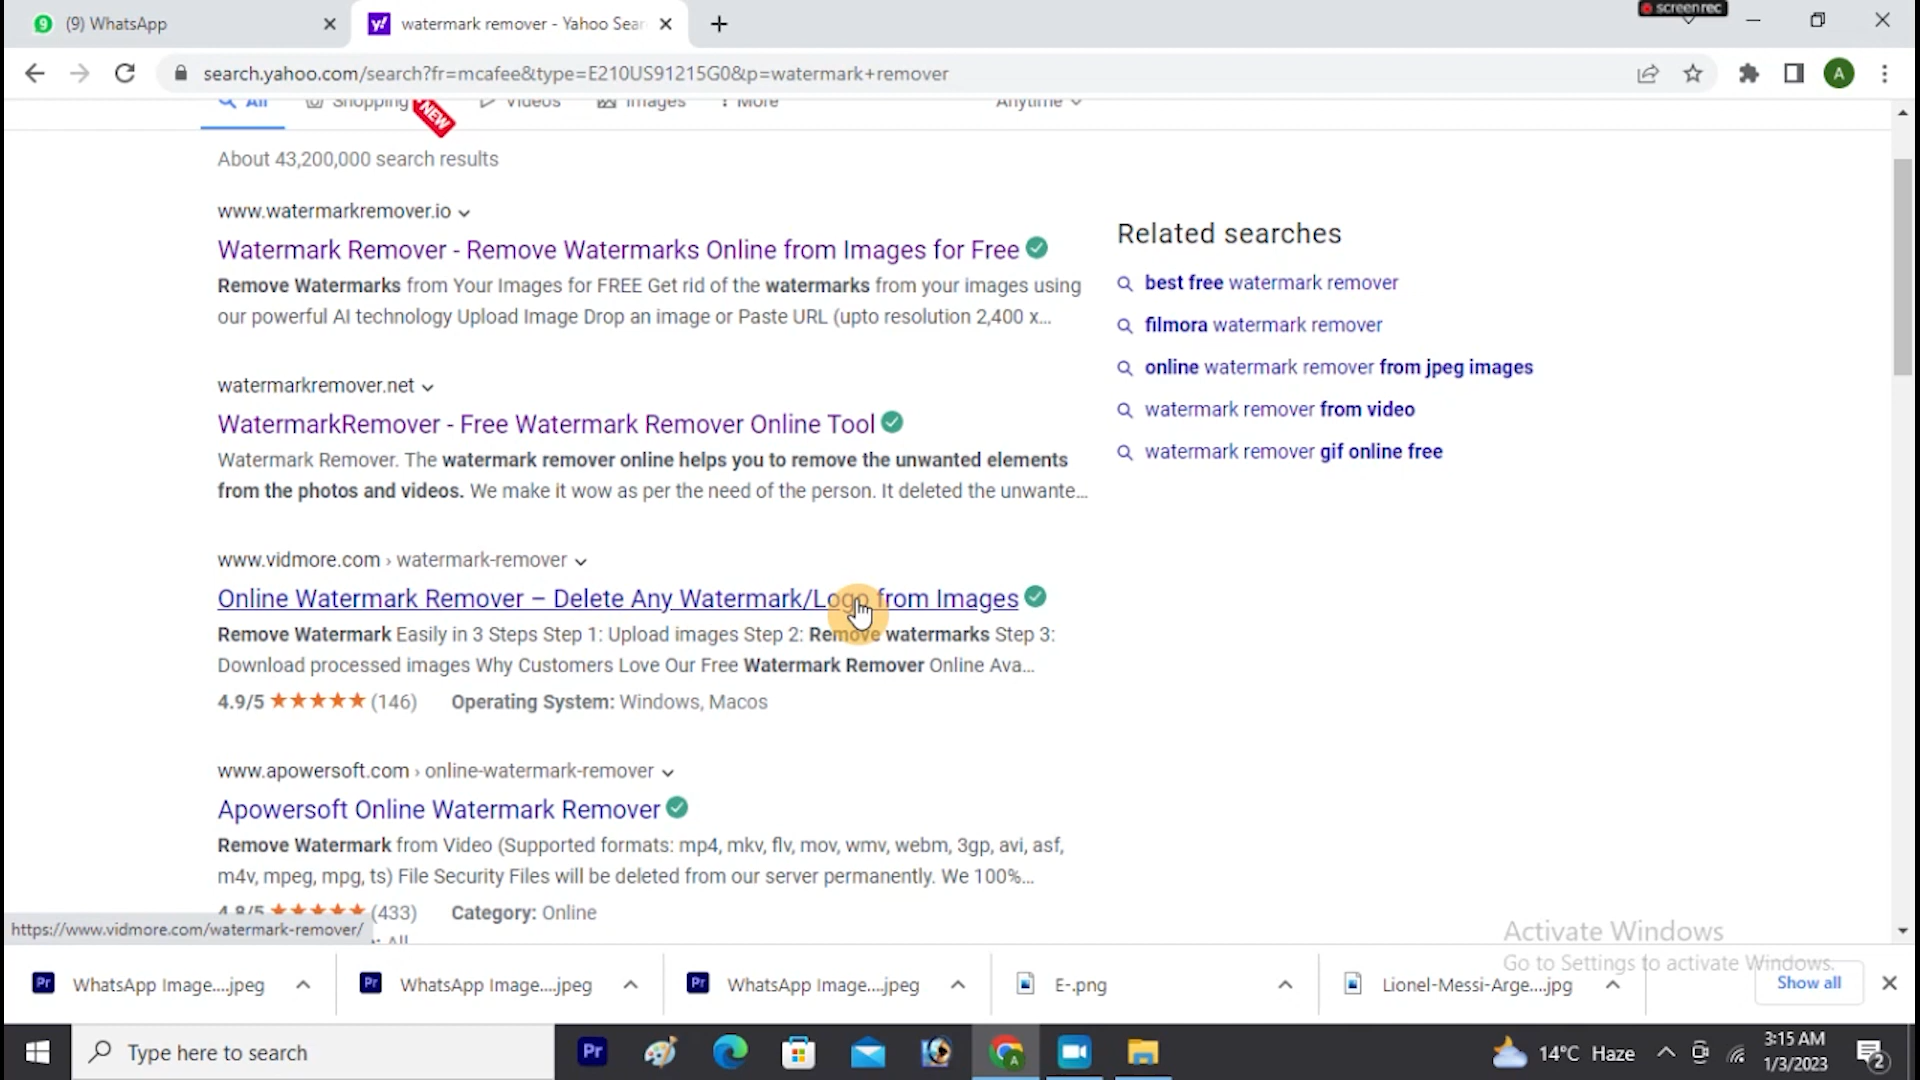 (9) WhatsApp
watermark remover - Yahoo Sear
screenrec
search.yahoo.com/search?fr=mcafee&type=E210US91215G0&p=watermark+remover
A
All Shopping NEW Videos Images More Anytime
About 43,200,000 search results
www.watermarkremover.io
Watermark Remover - Remove Watermarks Online from Images for Free
Remove Watermarks from Your Images for FREE Get rid of the watermarks from your images using
our powerful AI technology Upload Image Drop an image or Paste URL (upto resolution 2,400 x...
watermarkremover.net
WatermarkRemover - Free Watermark Remover Online Tool
Watermark Remover. The watermark remover online helps you to remove the unwanted elements
from the photos and videos. We make it wow as per the need of the person. It deleted the unwante...
www.vidmore.com › watermark-remover
Online Watermark Remover – Delete Any Watermark/Logo from Images
Remove Watermark Easily in 3 Steps Step 1: Upload images Step 2: Remove watermarks Step 3:
Download processed images Why Customers Love Our Free Watermark Remover Online Ava...
4.9/5 ★★★★★ (146) Operating System: Windows, Macos
www.apowersoft.com › online-watermark-remover
Apowersoft Online Watermark Remover
Remove Watermark from Video (Supported formats: mp4, mkv, flv, mov, wmv, webm, 3gp, avi, asf,
m4v, mpeg, mpg, ts) File Security Files will be deleted from our server permanently. We 100%...
4.8/5 ★★★★★ (433) Category: Online
: All
https://www.vidmore.com/watermark-remover/
Related searches
best free watermark remover
filmora watermark remover
online watermark remover from jpeg images
watermark remover from video
watermark remover gif online free
Activate Windows
Go to Settings to activate Windows.
WhatsApp Image....jpeg
WhatsApp Image....jpeg
WhatsApp Image....jpeg
E-.png
Lionel-Messi-Arge....jpg
Show all
Type here to search
Pr
14°C Haze
3:15 AM
1/3/2023
2